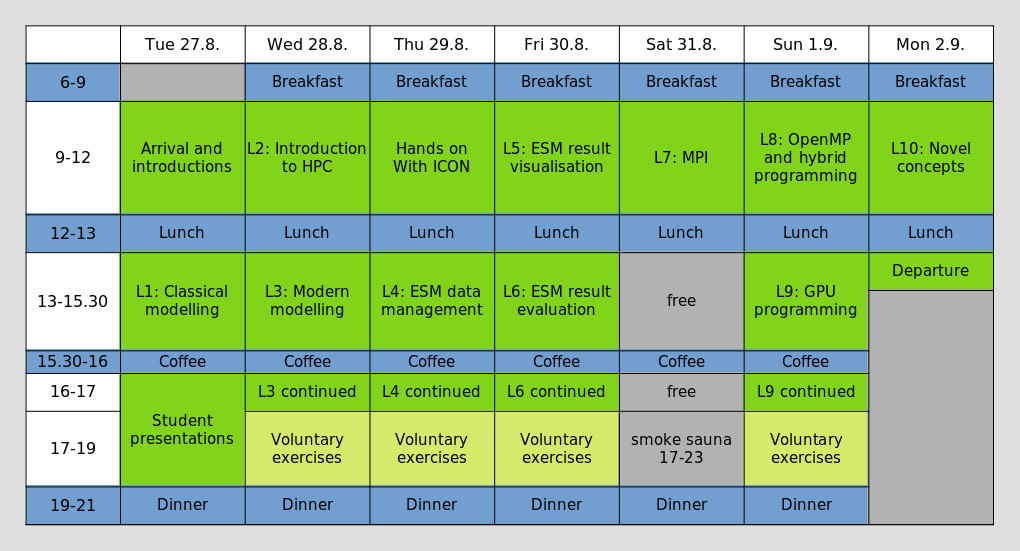 Tue 27.8. Wed 28.8. Thu 29.8. Fri 30.8. Sat 31.8. Sun 1.9. Mon 2.9.
6-9 Breakfast Breakfast Breakfast Breakfast Breakfast Breakfast
9-12
Arrival and
introductions
L2: Introduction
to HPC
Hands on
With ICON
L5: ESM result
visualisation
L7: MPI
L8: OpenMP
and hybrid
programming
L10: Novel
concepts
12-13 Lunch Lunch Lunch Lunch Lunch Lunch Lunch
13-15.30
L1: Classical
modelling
L3: Modern
modelling
L4: ESM data
management
L6: ESM result
evaluation
free
L9: GPU
programming
Departure
15.30-16 Coffee Coffee Coffee Coffee Coffee Coffee
16-17
Student
presentations
L3 continued L4 continued L6 continued free L9 continued
17-19
Voluntary
exercises
Voluntary
exercises
Voluntary
exercises
smoke sauna
17-23
Voluntary
exercises
19-21 Dinner Dinner Dinner Dinner Dinner Dinner